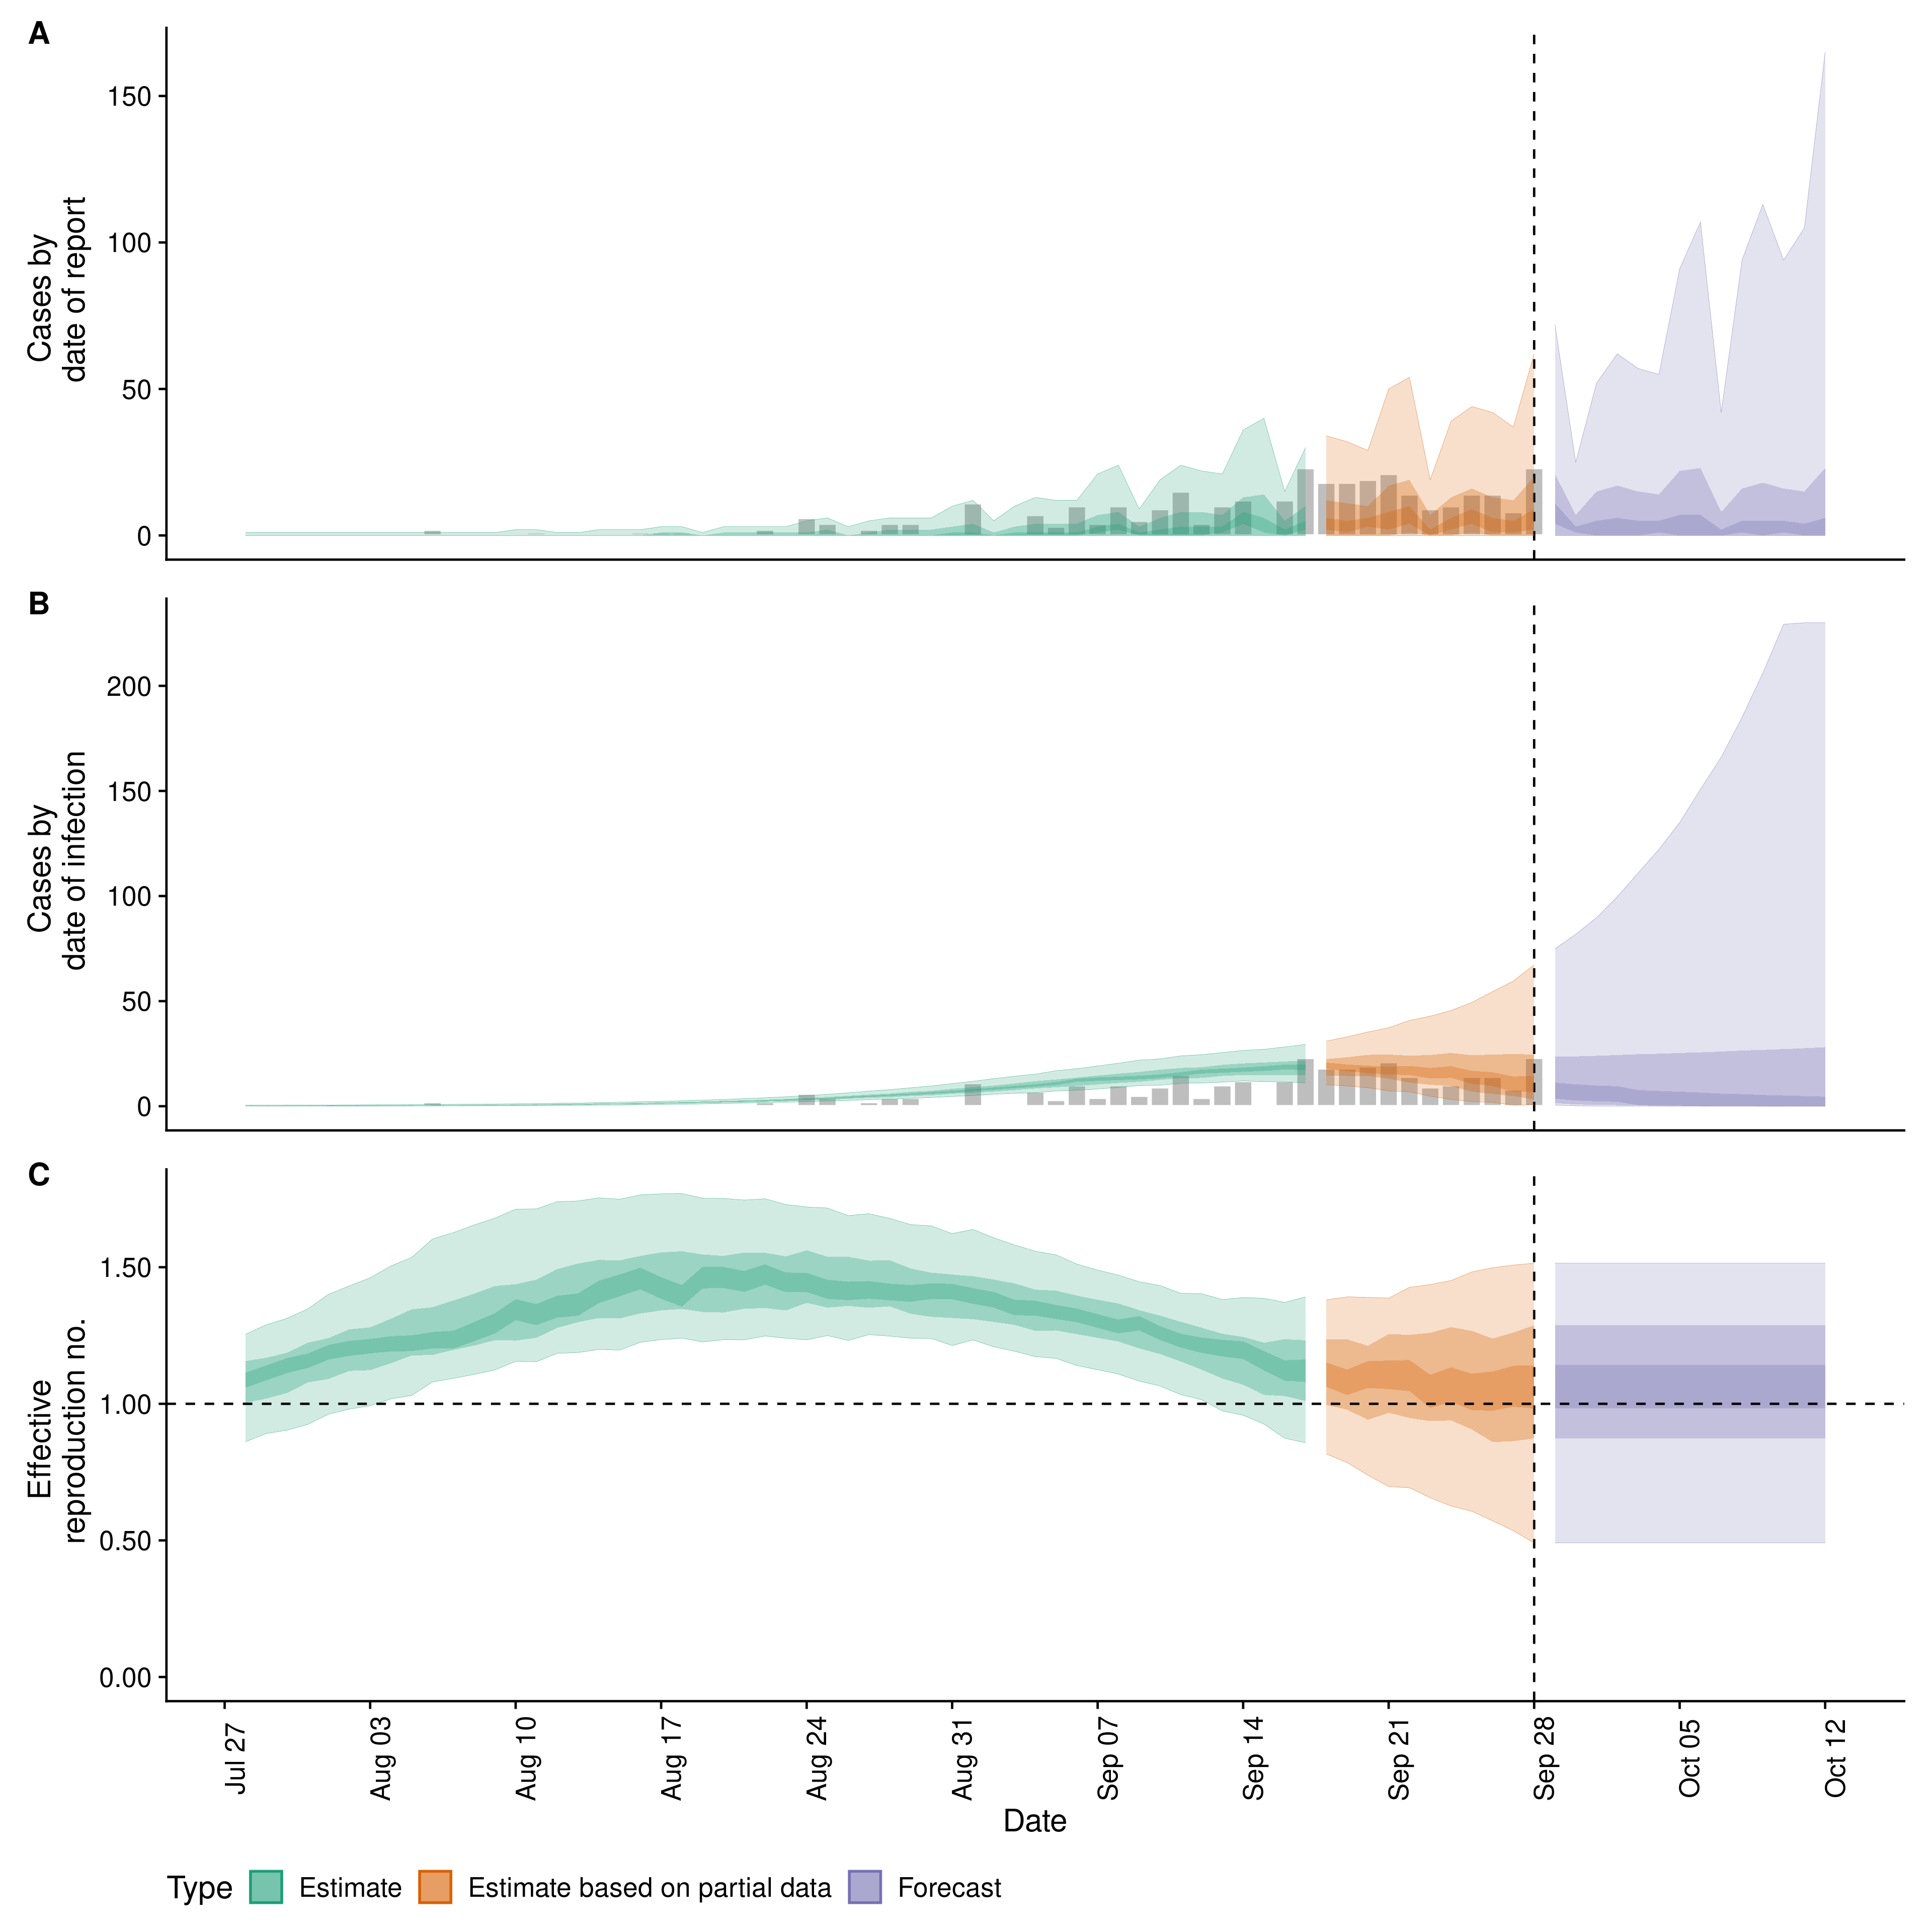 A
Cases by
date of report
150
100
50
0
B
Cases by
date of infection
200
150
100
50
0
C
Effective
reproduction no.
1.50
1.00
0.50
0.00
Jul 27
Aug 03
Aug 10
Aug 17
Aug 24
Aug 31
Sep 07
Sep 14
Sep 21
Sep 28
Oct 05
Oct 12
Date
Type Estimate Estimate based on partial data Forecast